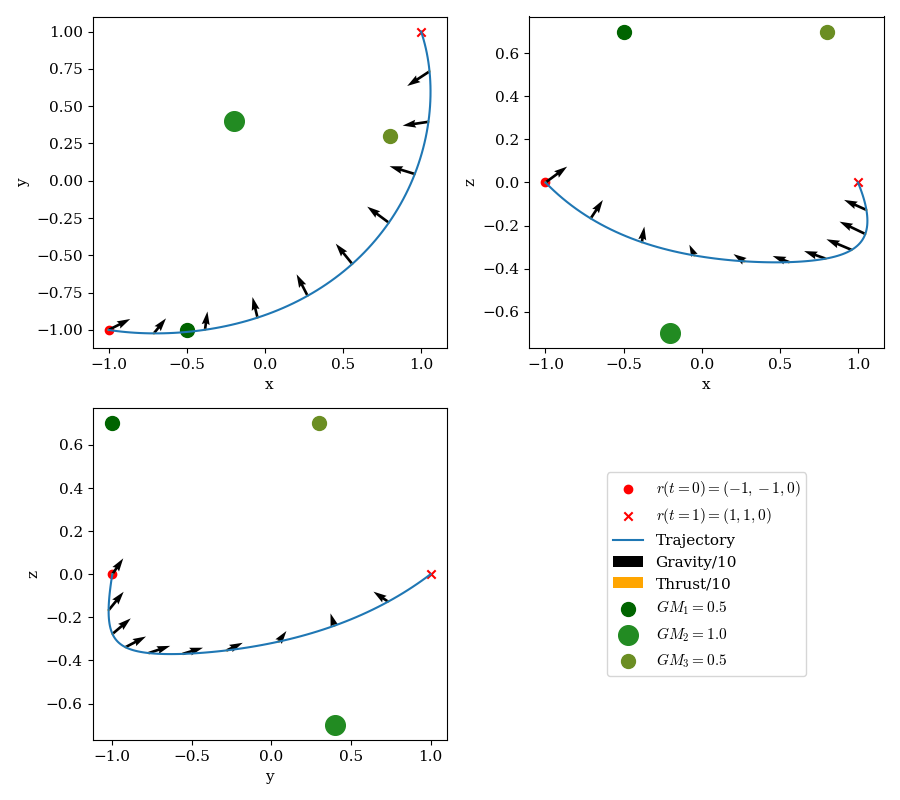 1.00
0.75
0.50
0.25
0.00
−0.25
−0.50
−0.75
−1.00
y
−1.0 −0.5 0.0 0.5 1.0
x
0.6
0.4
0.2
0.0
−0.2
−0.4
−0.6
z
−1.0 −0.5 0.0 0.5 1.0
x
0.6
0.4
0.2
0.0
−0.2
−0.4
−0.6
z
−1.0 −0.5 0.0 0.5 1.0
y
r(t = 0) = (−1, −1, 0)
r(t = 1) = (1, 1, 0)
Trajectory
Gravity/10
Thrust/10
GM₁ = 0.5
GM₂ = 1.0
GM₃ = 0.5